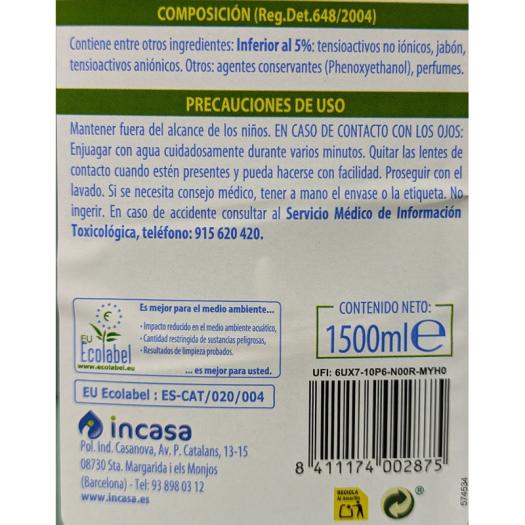 COMPOSICIÓN (Reg.Det.648/2004)
Contiene entre otros ingredientes: Inferior al 5%: tensioactivos no iónicos, jabón,
tensioactivos aniónicos. Otros: agentes conservantes (Phenoxyethanol), perfumes.
PRECAUCIONES DE USO
Mantener fuera del alcance de los niños. EN CASO DE CONTACTO CON LOS OJOS:
Enjuagar con agua cuidadosamente durante varios minutos. Quitar las lentes de
contacto cuando estén presentes y pueda hacerse con facilidad. Proseguir con el
lavado. Si se necesita consejo médico, tener a mano el envase o la etiqueta. No
ingerir. En caso de accidente consultar al Servicio Médico de Información
Toxicológica, teléfono: 915 620 420.
EU
Ecolabel
www.ecolabel.eu
Es mejor para el medio ambiente...
• Impacto reducido en el medio ambiente acuático,
• Cantidad restringida de sustancias peligrosas,
• Resultados de limpieza probados.
... es mejor para usted.
EU Ecolabel : ES-CAT/020/004
incasa
Pol. Ind. Casanova, Av. P. Catalans, 13-15
08730 Sta. Margarida i els Monjos
(Barcelona) - Tel: 93 898 03 12
www.incasa.es
CONTENIDO NETO:
1500ml e
UFI: 6UX7-10P6-N00R-MYH0
8 411174 002875
RECICLA
Al Amarillo
®
574534